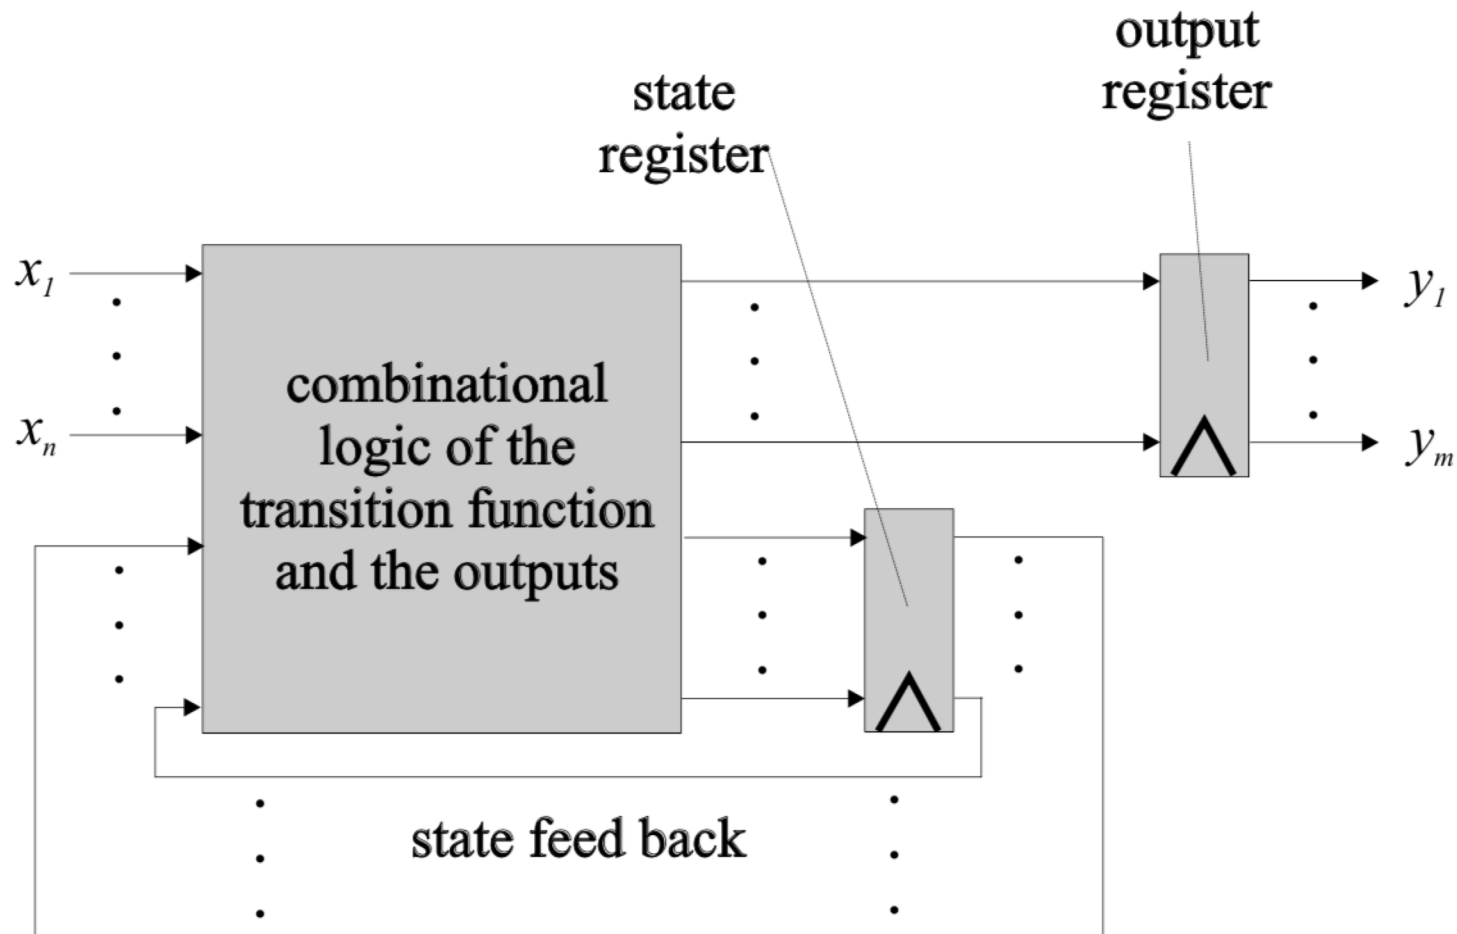 output
register
state
register
x1
xn
combinational
logic of the
transition function
and the outputs
y1
ym
state feed back